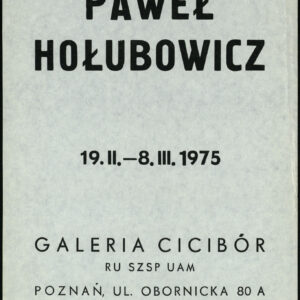 PAWEŁ
HOŁUBOWICZ
19. II.—8. III. 1975
GALERIA CICIBÓR
RU SZSP UAM
POZNAŃ, UL. OBORNICKA 80 A